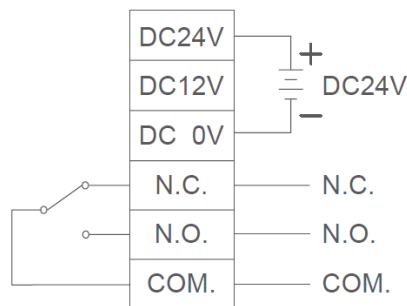 DC24V
+
DC12V
DC24V
DC 0V
−
N.C. N.C.
N.O. N.O.
COM. COM.